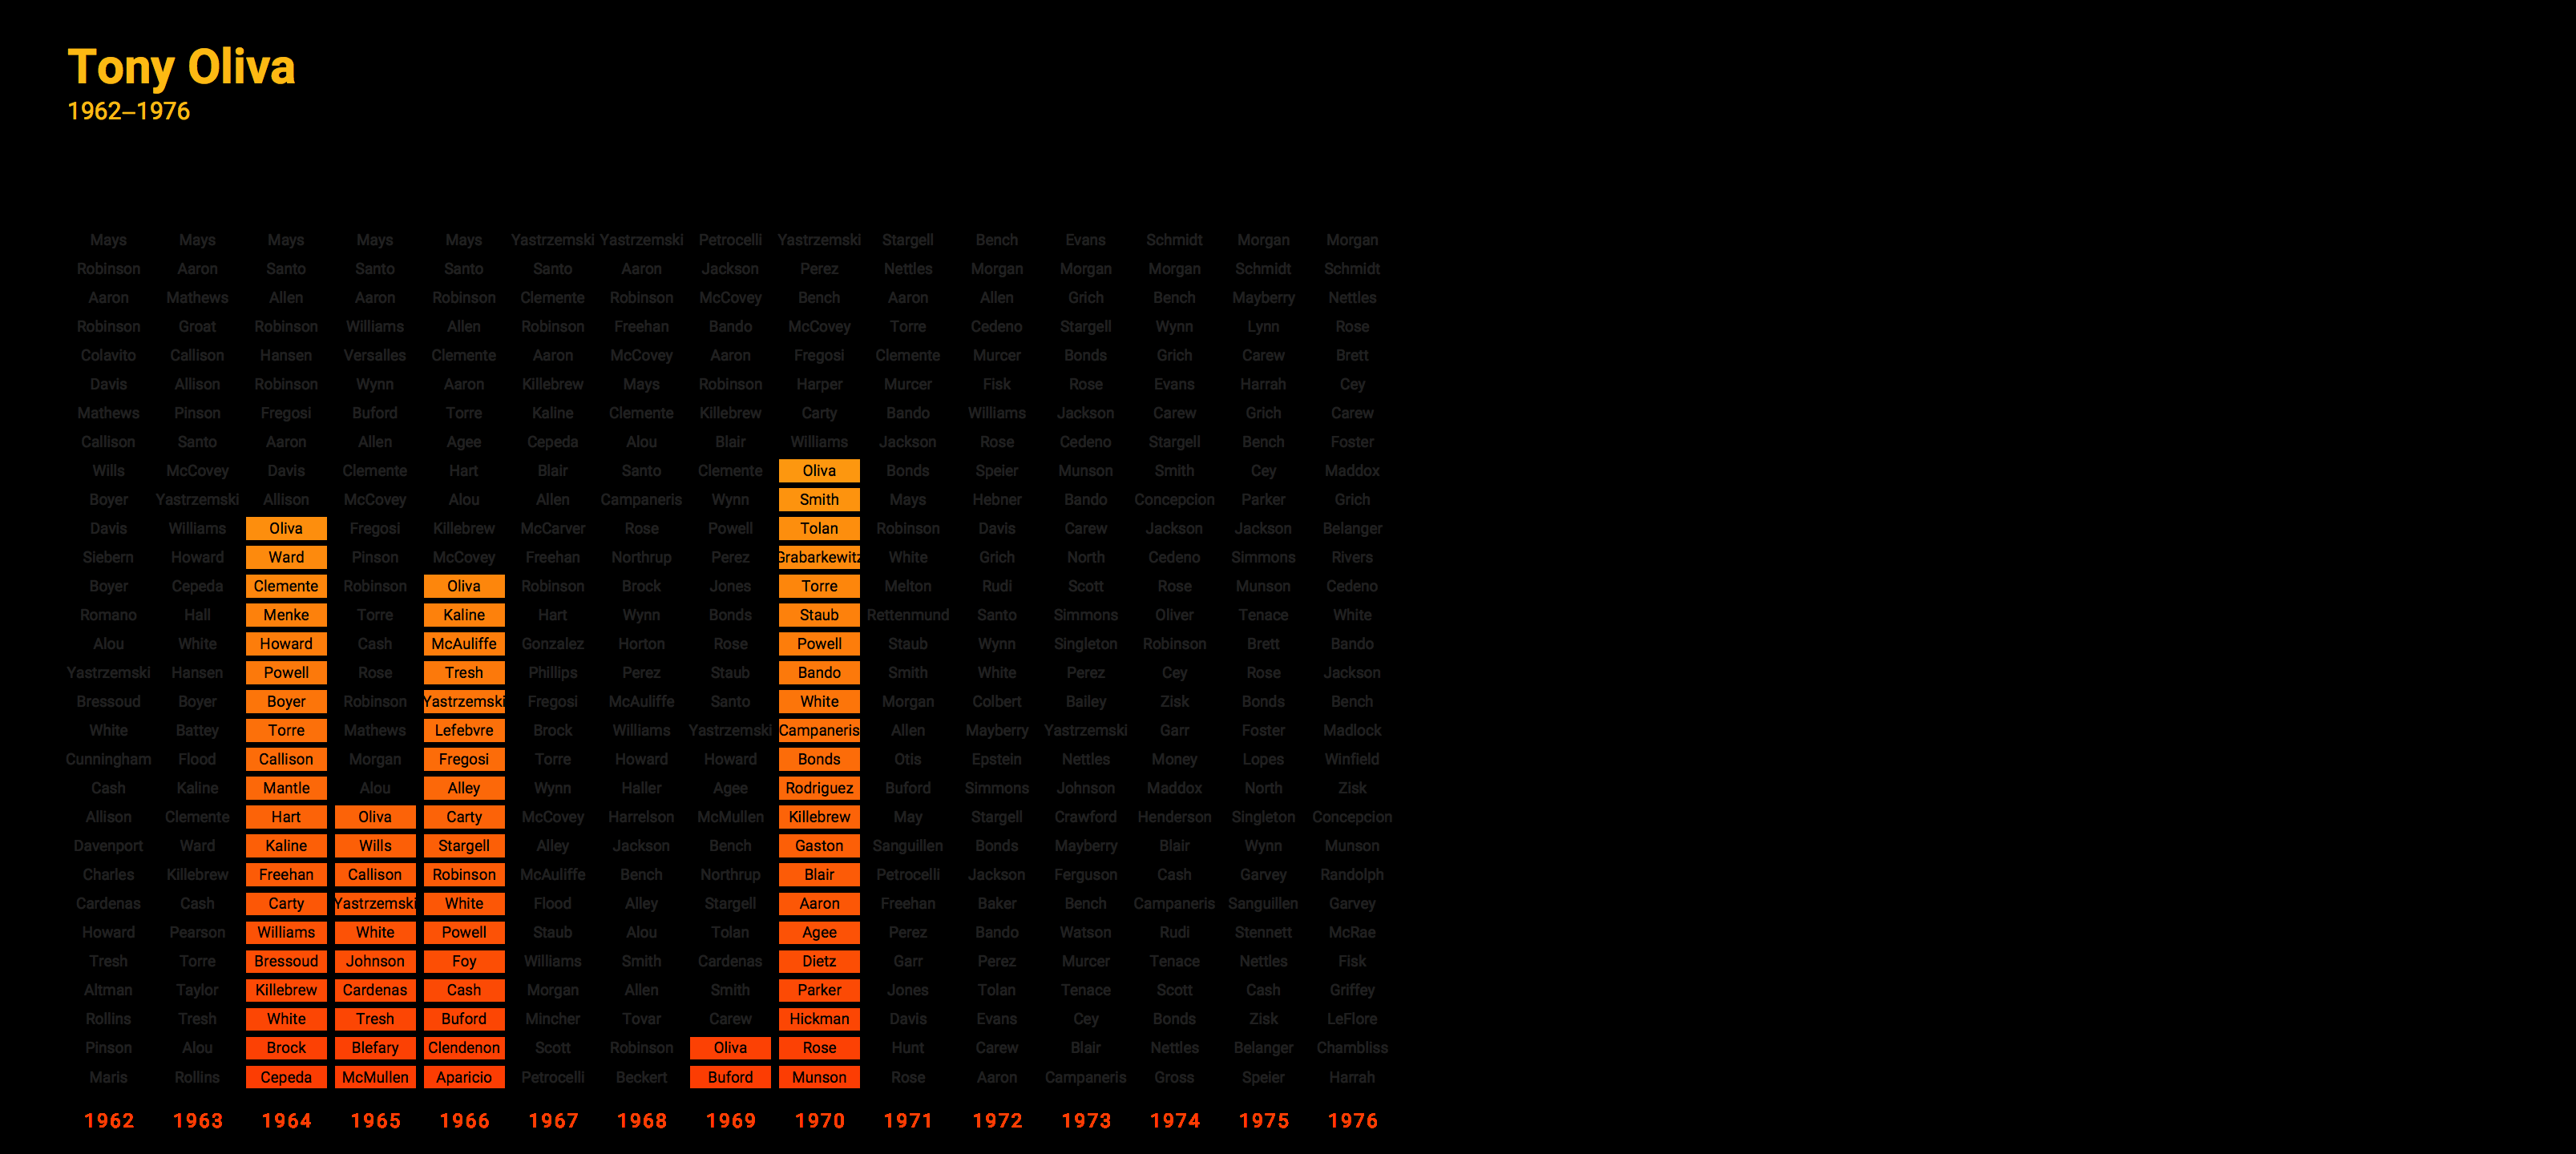 Tony Oliva
1962–1976
Mays Mays Mays Mays Mays Yastrzemski Yastrzemski Petrocelli Yastrzemski Stargell Bench Evans Schmidt Morgan Morgan
Robinson Aaron Santo Santo Santo Santo Aaron Jackson Perez Nettles Morgan Morgan Morgan Schmidt Schmidt
Aaron Mathews Allen Aaron Robinson Clemente Robinson McCovey Bench Aaron Allen Grich Bench Mayberry Nettles
Robinson Groat Robinson Williams Allen Robinson Freehan Bando McCovey Torre Cedeno Stargell Wynn Lynn Rose
Colavito Callison Hansen Versalles Clemente Aaron McCovey Aaron Fregosi Clemente Murcer Bonds Grich Carew Brett
Davis Allison Robinson Wynn Aaron Killebrew Mays Robinson Harper Murcer Fisk Rose Evans Harrah Cey
Mathews Pinson Fregosi Buford Torre Kaline Clemente Killebrew Carty Bando Williams Jackson Carew Grich Carew
Callison Santo Aaron Allen Agee Cepeda Alou Blair Williams Jackson Rose Cedeno Stargell Bench Foster
Wills McCovey Davis Clemente Hart Blair Santo Clemente Oliva Bonds Speier Munson Smith Cey Maddox
Boyer Yastrzemski Allison McCovey Alou Allen Campaneris Wynn Smith Mays Hebner Bando Concepcion Parker Grich
Davis Williams Oliva Fregosi Killebrew McCarver Rose Powell Tolan Robinson Davis Carew Jackson Jackson Belanger
Siebern Howard Ward Pinson McCovey Freehan Northrup Perez Grabarkewitz White Grich North Cedeno Simmons Rivers
Boyer Cepeda Clemente Robinson Oliva Robinson Brock Jones Torre Melton Rudi Scott Rose Munson Cedeno
Romano Hall Menke Torre Kaline Hart Wynn Bonds Staub Rettenmund Santo Simmons Oliver Tenace White
Alou White Howard Cash McAuliffe Gonzalez Horton Rose Powell Staub Wynn Singleton Robinson Brett Bando
Yastrzemski Hansen Powell Rose Tresh Phillips Perez Staub Bando Smith White Perez Cey Rose Jackson
Bressoud Boyer Boyer Robinson Yastrzemski Fregosi McAuliffe Santo White Morgan Colbert Bailey Zisk Bonds Bench
White Battey Torre Mathews Lefebvre Brock Williams Yastrzemski Campaneris Allen Mayberry Yastrzemski Garr Foster Madlock
Cunningham Flood Callison Morgan Fregosi Torre Howard Howard Bonds Otis Epstein Nettles Money Lopes Winfield
Cash Kaline Mantle Alou Alley Wynn Haller Agee Rodriguez Buford Simmons Johnson Maddox North Zisk
Allison Clemente Hart Oliva Carty McCovey Harrelson McMullen Killebrew May Stargell Crawford Henderson Singleton Concepcion
Davenport Ward Kaline Wills Stargell Alley Jackson Bench Gaston Sanguillen Bonds Mayberry Blair Wynn Munson
Charles Killebrew Freehan Callison Robinson McAuliffe Bench Northrup Blair Petrocelli Jackson Ferguson Cash Garvey Randolph
Cardenas Cash Carty Yastrzemski White Flood Alley Stargell Aaron Freehan Baker Bench Campaneris Sanguillen Garvey
Howard Pearson Williams White Powell Staub Alou Tolan Agee Perez Bando Watson Rudi Stennett McRae
Tresh Torre Bressoud Johnson Foy Williams Smith Cardenas Dietz Garr Perez Murcer Tenace Nettles Fisk
Altman Taylor Killebrew Cardenas Cash Morgan Allen Smith Parker Jones Tolan Tenace Scott Cash Griffey
Rollins Tresh White Tresh Buford Mincher Tovar Carew Hickman Davis Evans Cey Bonds Zisk LeFlore
Pinson Alou Brock Blefary Clendenon Scott Robinson Oliva Rose Hunt Carew Blair Nettles Belanger Chambliss
Maris Rollins Cepeda McMullen Aparicio Petrocelli Beckert Buford Munson Rose Aaron Campaneris Gross Speier Harrah
1962 1963 1964 1965 1966 1967 1968 1969 1970 1971 1972 1973 1974 1975 1976